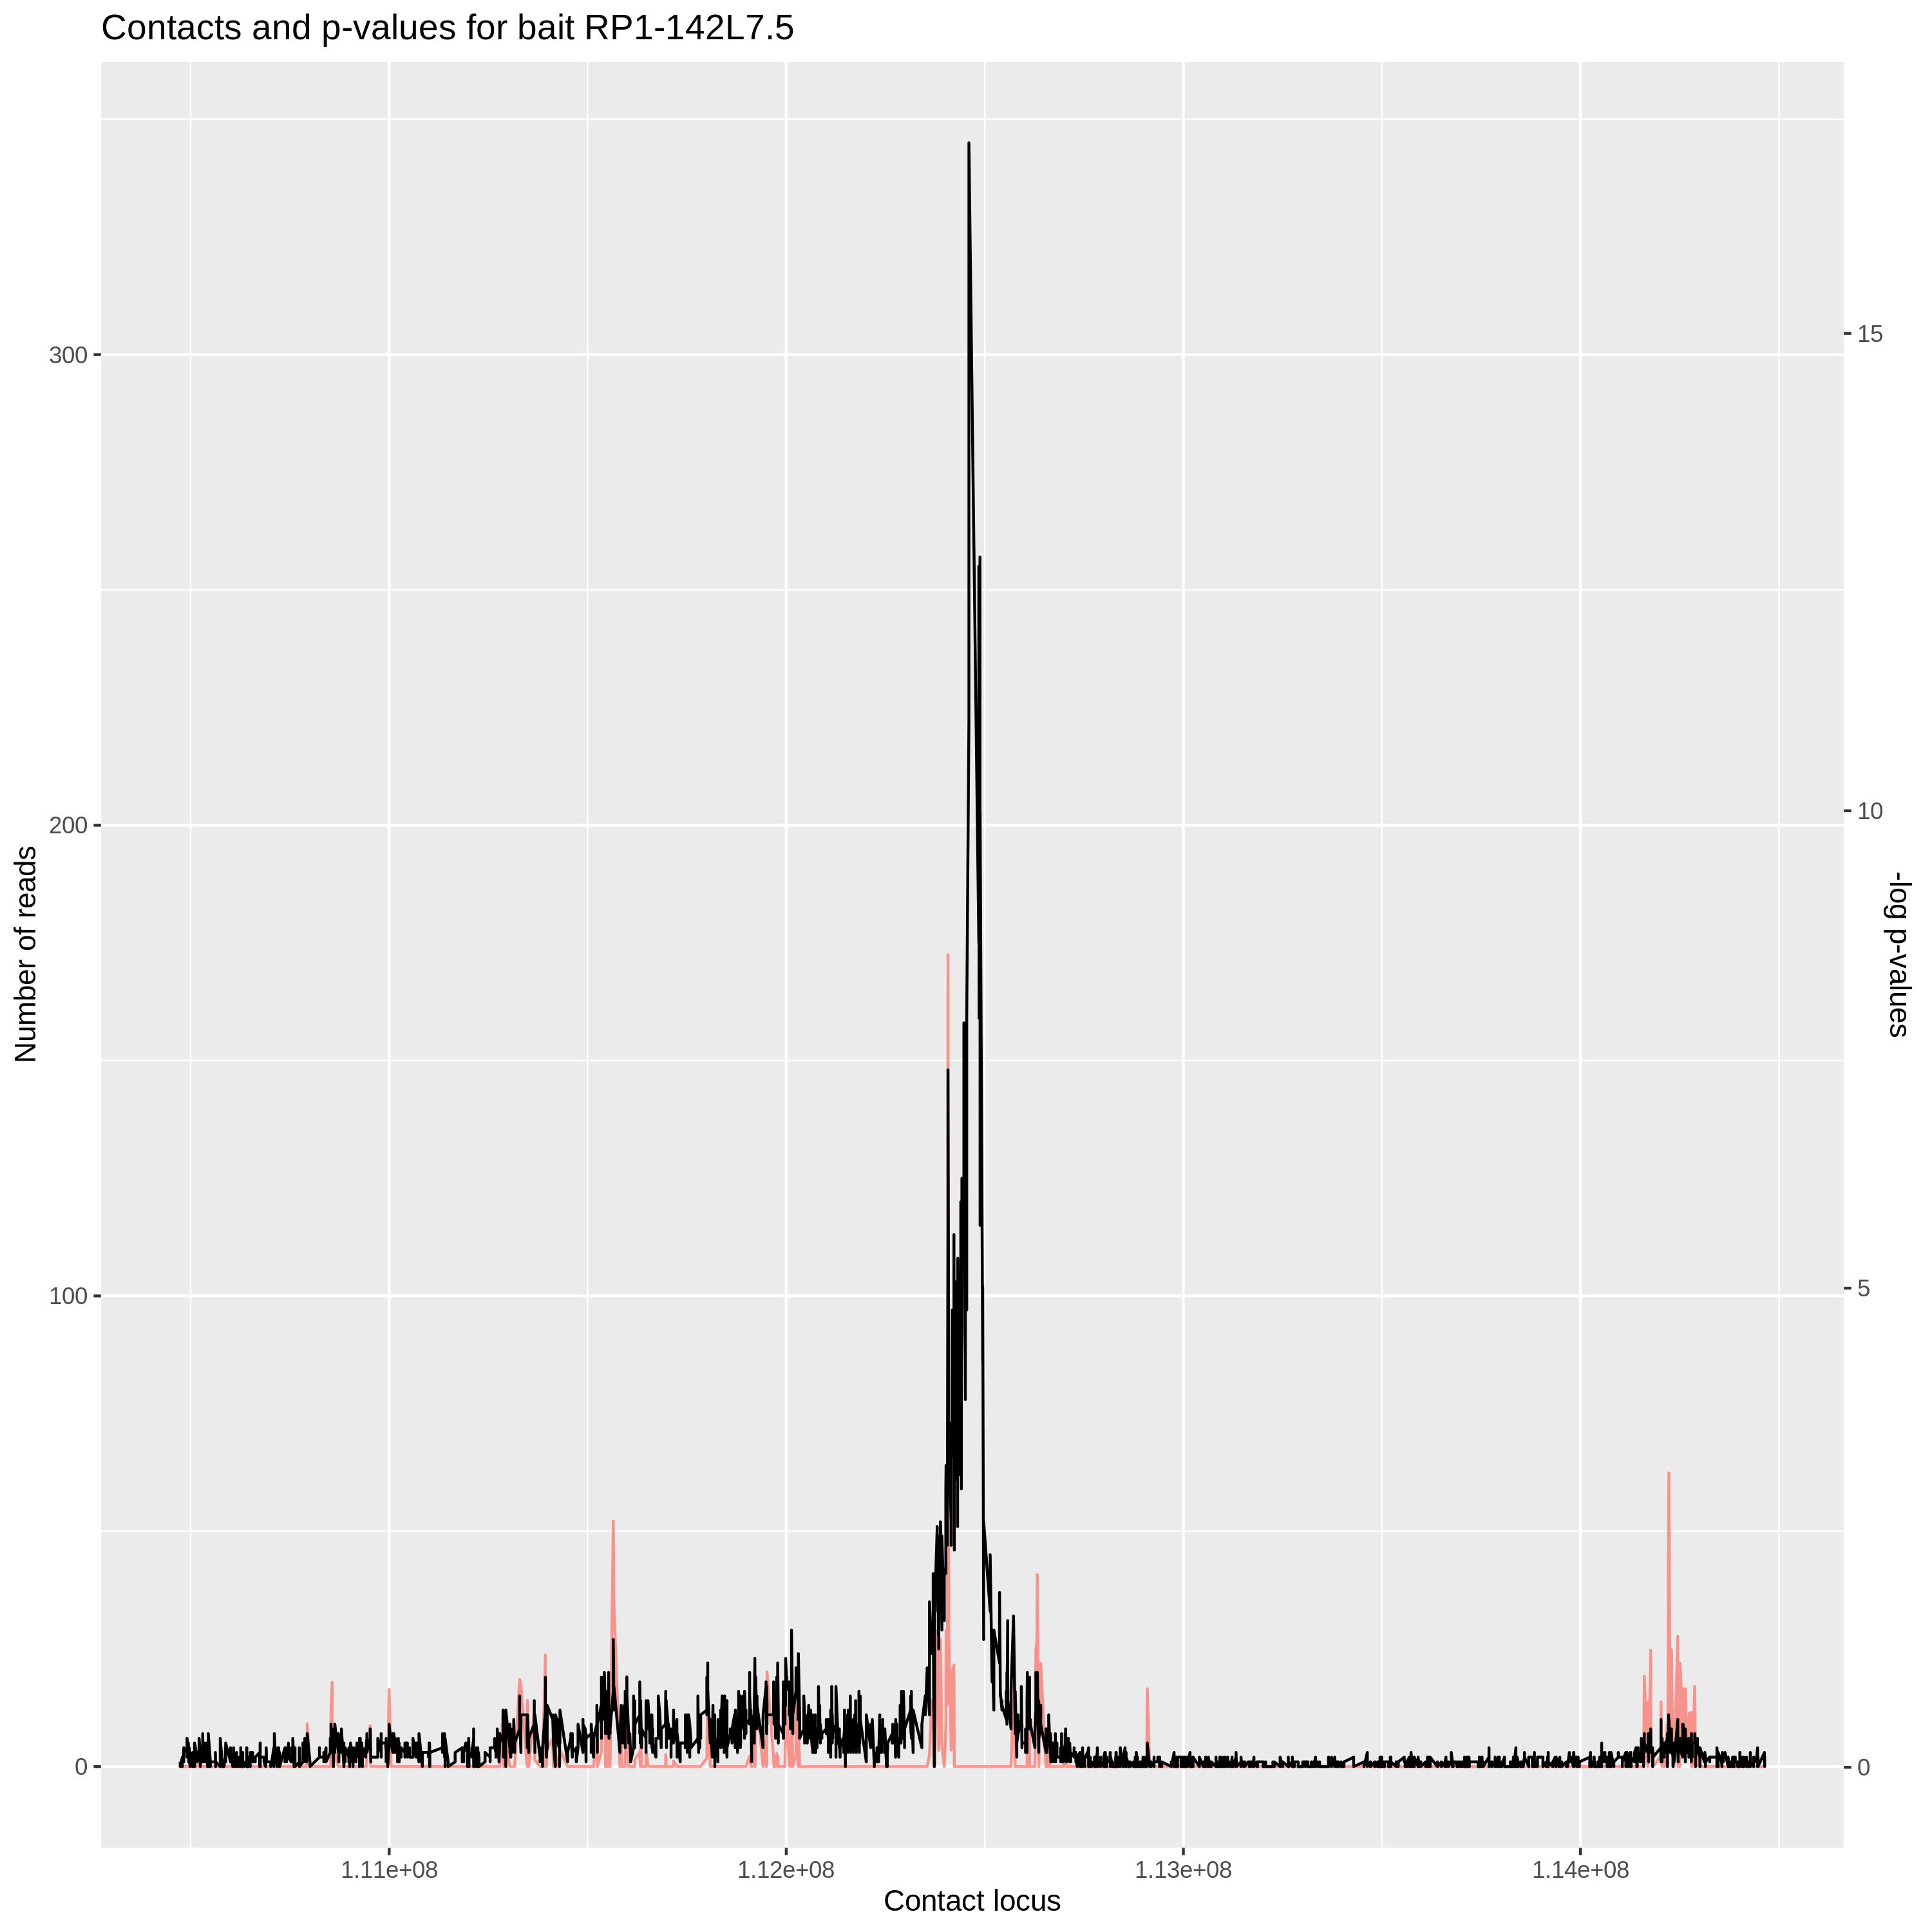 Contacts and p-values for bait RP1-142L7.5
300
200
100
0
Number of reads
15
10
5
0
-log p-values
1.11e+08
1.12e+08
1.13e+08
1.14e+08
Contact locus